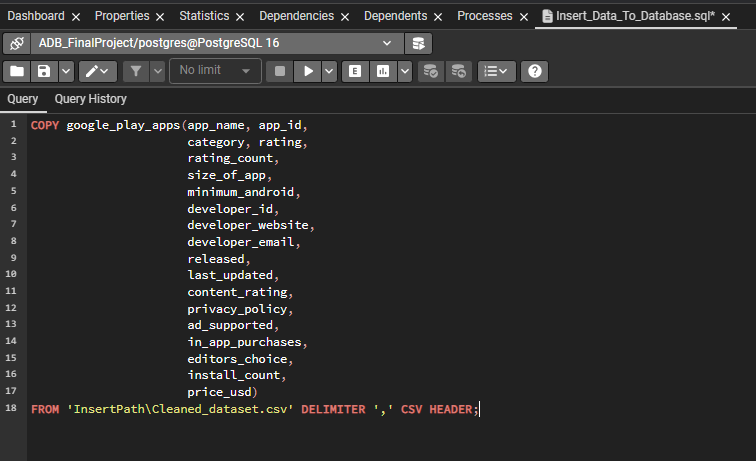 Dashboard × Properties × Statistics × Dependencies × Dependents × Processes × Insert_Data_To_Database.sql* ×
ADB_FinalProject/postgres@PostgreSQL 16
No limit E
Query Query History
1 COPY google_play_apps(app_name, app_id,
2 category, rating,
3 rating_count,
4 size_of_app,
5 minimum_android,
6 developer_id,
7 developer_website,
8 developer_email,
9 released,
10 last_updated,
11 content_rating,
12 privacy_policy,
13 ad_supported,
14 in_app_purchases,
15 editors_choice,
16 install_count,
17 price_usd)
18 FROM 'InsertPath\Cleaned_dataset.csv' DELIMITER ',' CSV HEADER;